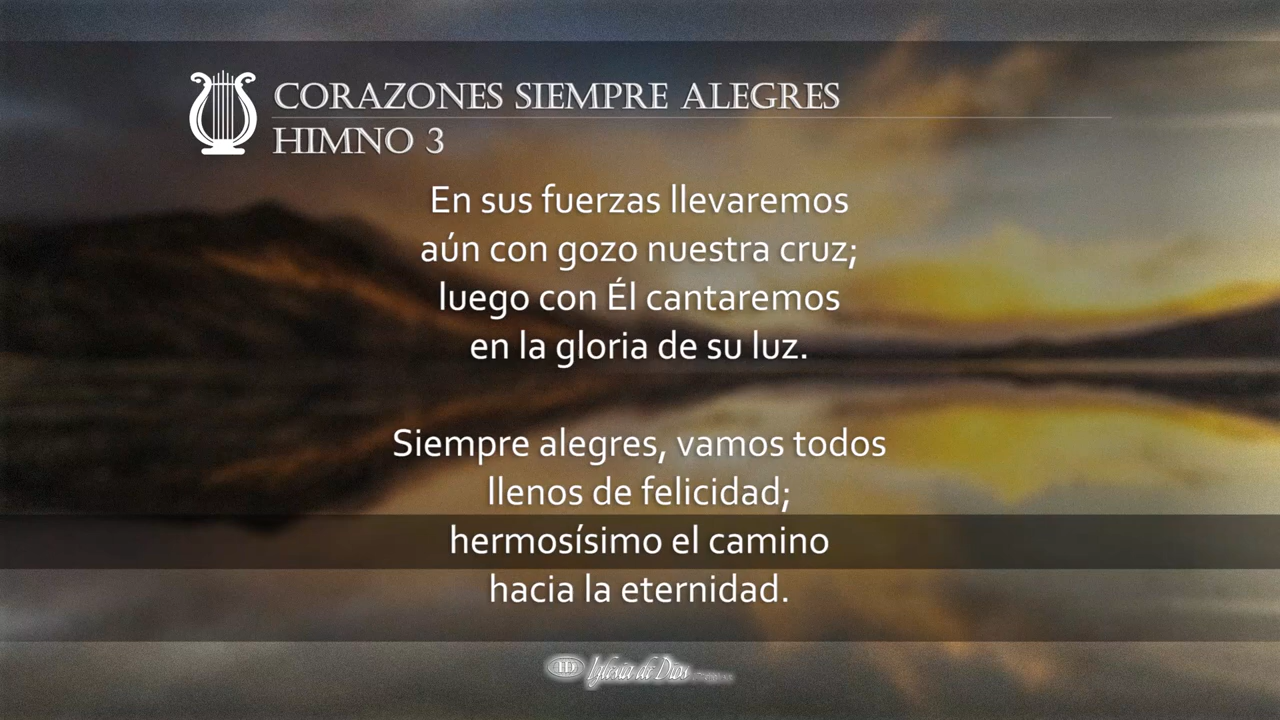 CORAZONES SIEMPRE ALEGRES
HIMNO 3
En sus fuerzas llevaremos
aún con gozo nuestra cruz;
luego con Él cantaremos
en la gloria de su luz.
Siempre alegres, vamos todos
llenos de felicidad;
hermosísimo el camino
hacia la eternidad.
ID Iglesia de Dios